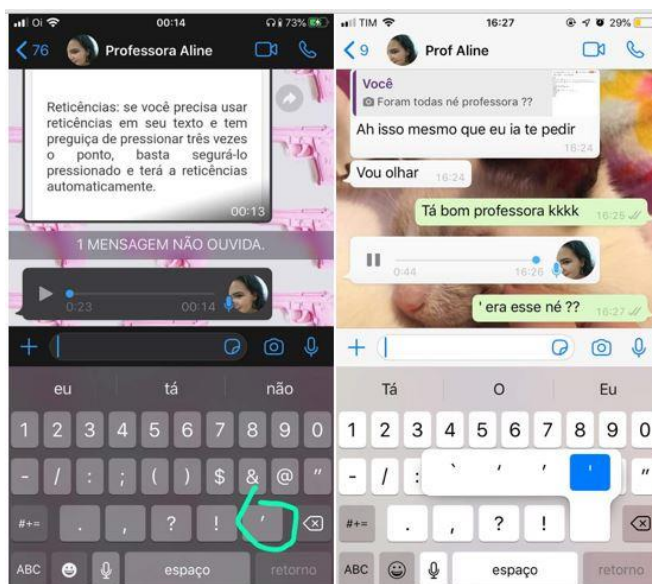 Oi
00:14
73%
76
Professora Aline
Reticências: se você precisa usar
reticências em seu texto e tem
preguiça de pressionar três vezes
o ponto, basta segurá-lo
pressionado e terá a reticências
automaticamente.
00:13
1 MENSAGEM NÃO OUVIDA.
0:23 00:14
eu tá não
1 2 3 4 5 6 7 8 9 0
- / : ; ( ) $ & @ "
#+= . , ? ! '
ABC espaço retorno
TIM
16:27
29%
9
Prof Aline
Você
Foram todas né professora ??
Ah isso mesmo que eu ia te pedir
16:24
Vou olhar 16:24
Tá bom professora kkkk 16:25
0:44 16:26
' era esse né ?? 16:27
Tá O Eu
1 2 3 4 5 6 7 8 9 0
- / : ` ‘ ’ ' "
#+= . , ? !
ABC espaço retorno